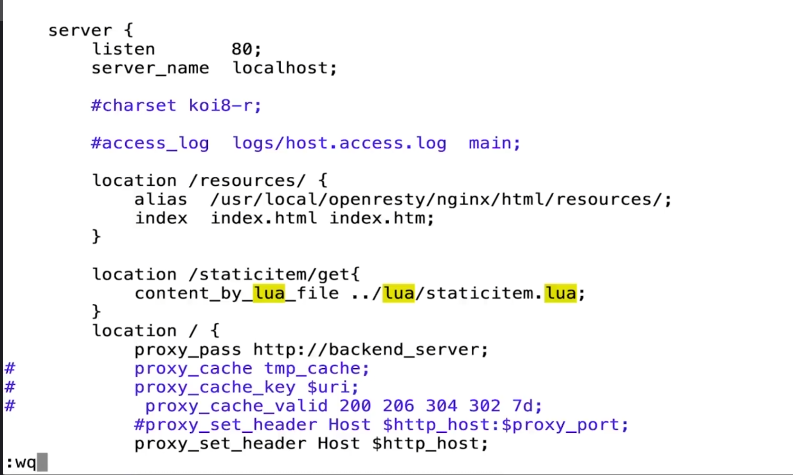 server {
listen 80;
server_name localhost;
#charset koi8-r;
#access_log logs/host.access.log main;
location /resources/ {
alias /usr/local/openresty/nginx/html/resources/;
index index.html index.htm;
}
location /staticitem/get{
content_by_lua_file ../lua/staticitem.lua;
}
location / {
proxy_pass http://backend_server;
# proxy_cache tmp_cache;
# proxy_cache_key $uri;
# proxy_cache_valid 200 206 304 302 7d;
#proxy_set_header Host $http_host:$proxy_port;
proxy_set_header Host $http_host;
:wq